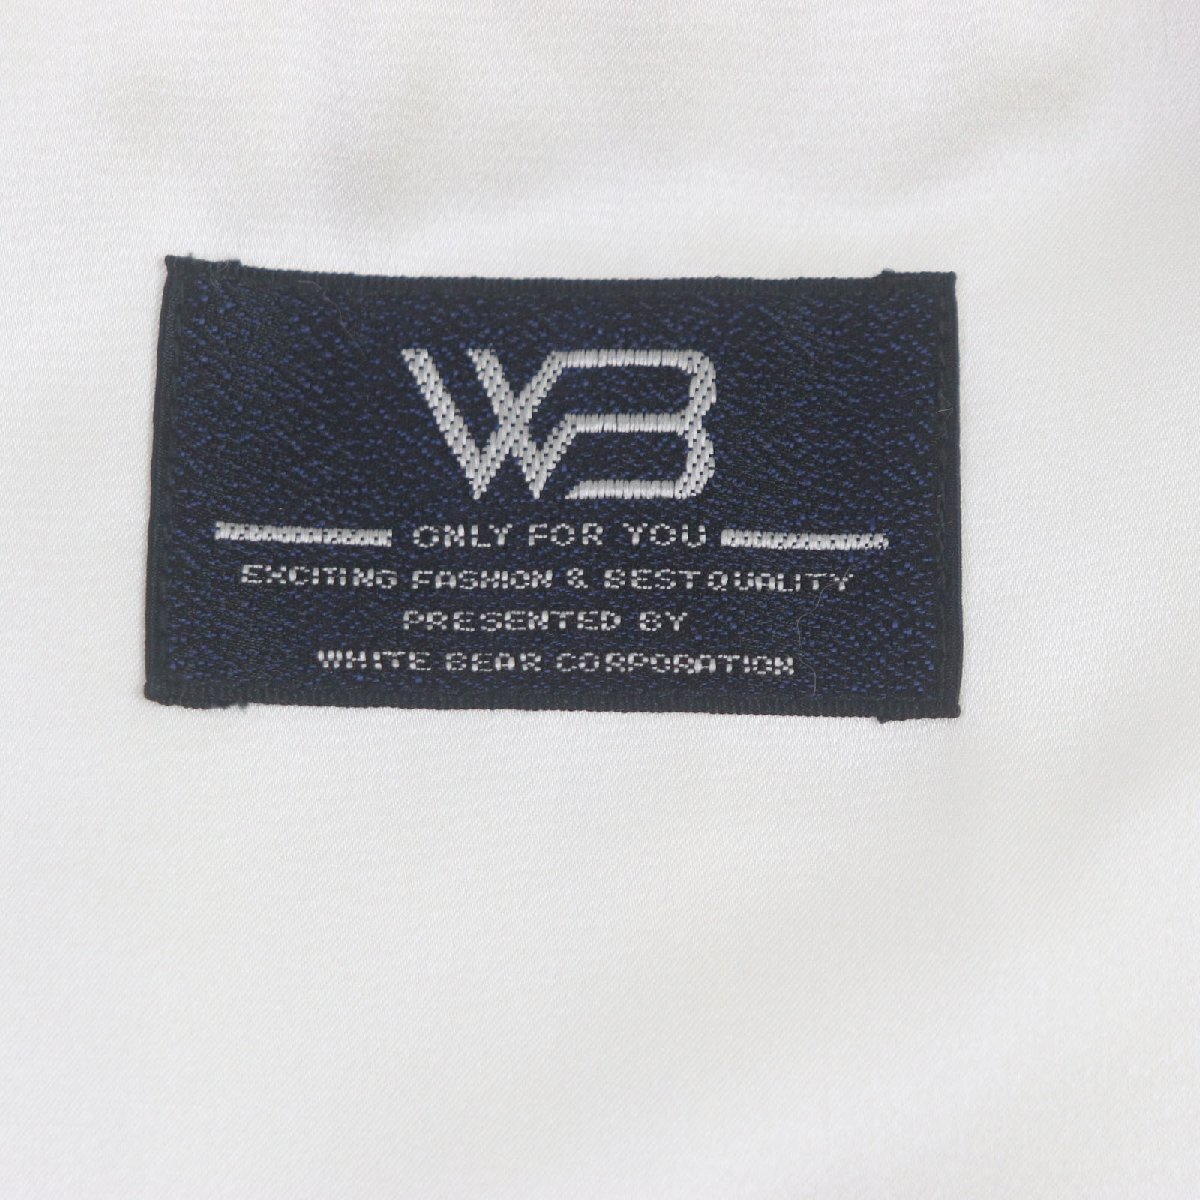 WB
ONLY FOR YOU
EXCITING FASHION & BEST QUALITY
PRESENTED BY
WHITE BEAR CORPORATION